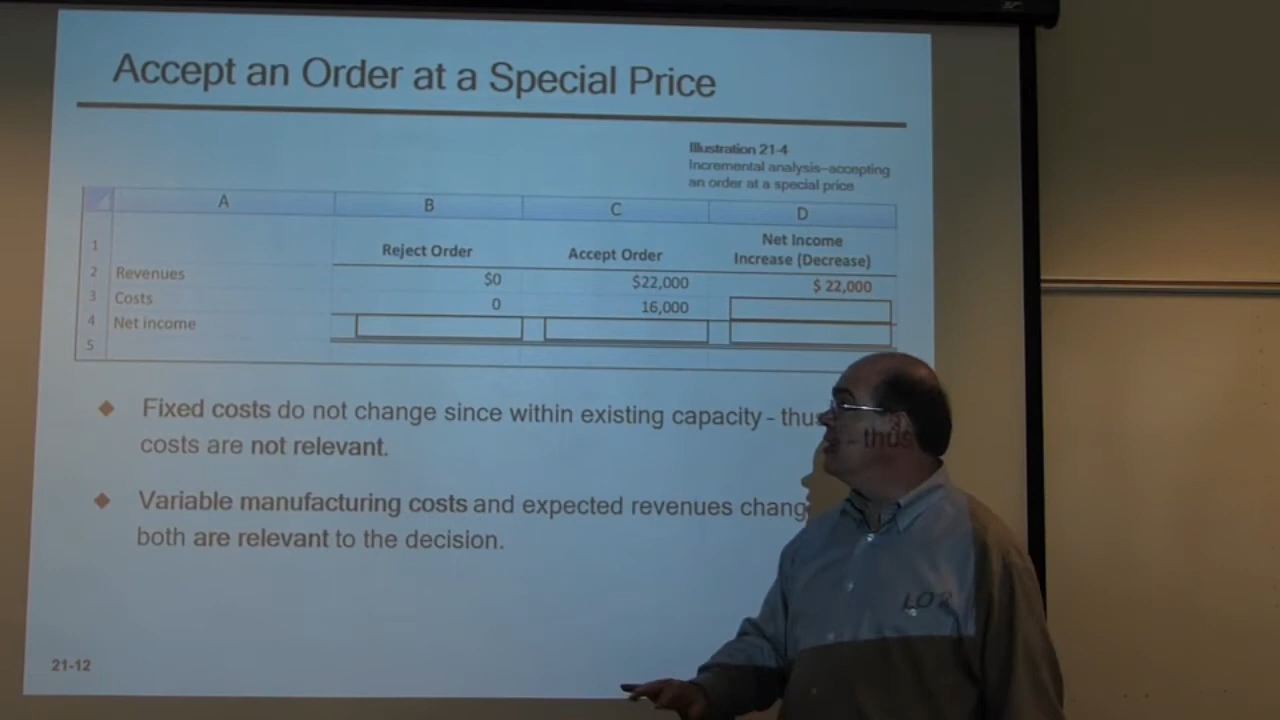 Accept an Order at a Special Price
Illustration 21-4
Incremental analysis—accepting
an order at a special price
A B C D
1 Reject Order Accept Order Net Income Increase (Decrease)
2 Revenues $0 $22,000 $ 22,000
3 Costs 0 16,000
4 Net income
5
◆ Fixed costs do not change since within existing capacity – thus
costs are not relevant.
◆ Variable manufacturing costs and expected revenues chang
both are relevant to the decision.
LO 2
21-12